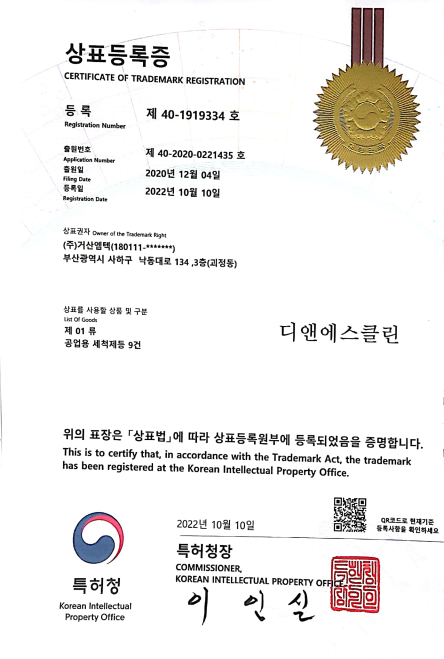 상표등록증
CERTIFICATE OF TRADEMARK REGISTRATION
등 록 제 40-1919334 호
Registration Number
출원번호 제 40-2020-0221435 호
Application Number
출원일 2020년 12월 04일
Filing Date
등록일 2022년 10월 10일
Registration Date
상표권자 Owner of the Trademark Right
(주)거산엠텍(180111-*******)
부산광역시 사하구 낙동대로 134 ,3층(괴정동)
상표를 사용할 상품 및 구분
List Of Goods
제 01 류
공업용 세척제등 9건
디앤에스클린
위의 표장은 「상표법」에 따라 상표등록원부에 등록되었음을 증명합니다.
This is to certify that, in accordance with the Trademark Act, the trademark
has been registered at the Korean Intellectual Property Office.
2022년 10월 10일
QR코드로 현재기준
등록사항을 확인하세요
특허청
Korean Intellectual
Property Office
특허청장
COMMISSIONER,
KOREAN INTELLECTUAL PROPERTY OFFICE
이 인 실